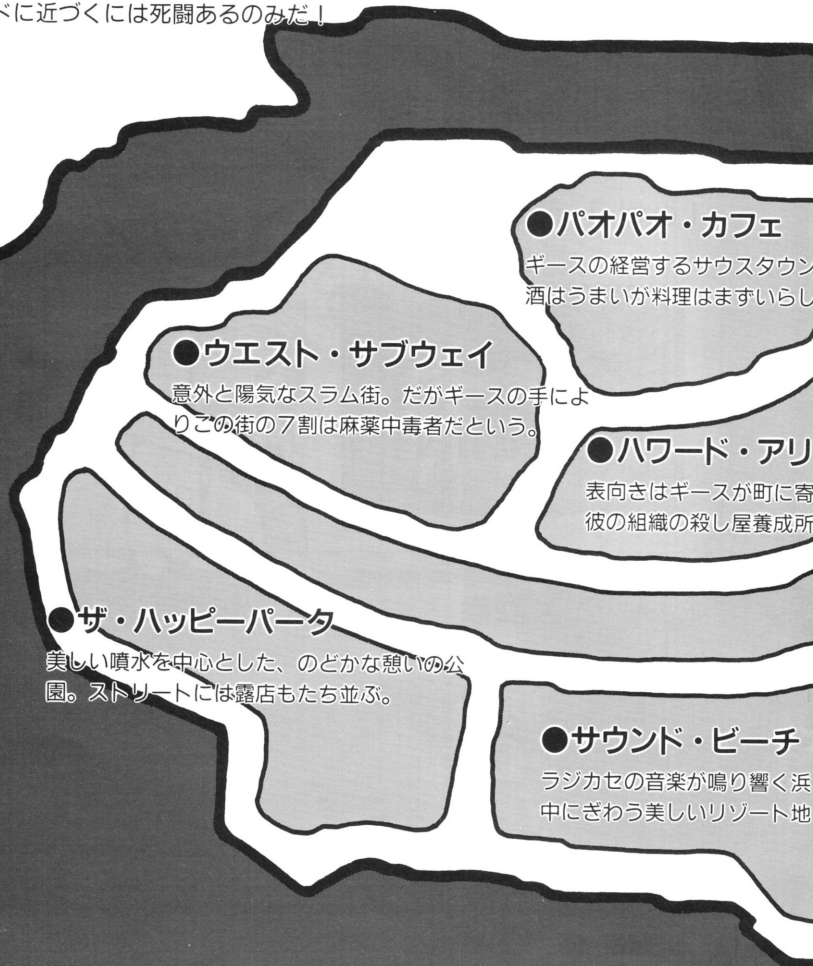 ドに近づくには死闘あるのみだ！
●パオパオ・カフェ
ギースの経営するサウスタウン
酒はうまいが料理はまずいらし
●ウエスト・サブウェイ
意外と陽気なスラム街。だがギースの手によ
りこの街の7割は麻薬中毒者だという。
●ハワード・アリ
表向きはギースが町に寄
彼の組織の殺し屋養成所
●ザ・ハッピーパータ
美しい噴水を中心とした、のどかな憩いの公
園。ストリートには露店もたち並ぶ。
●サウンド・ビーチ
ラジカセの音楽が鳴り響く浜
中にぎわう美しいリゾート地